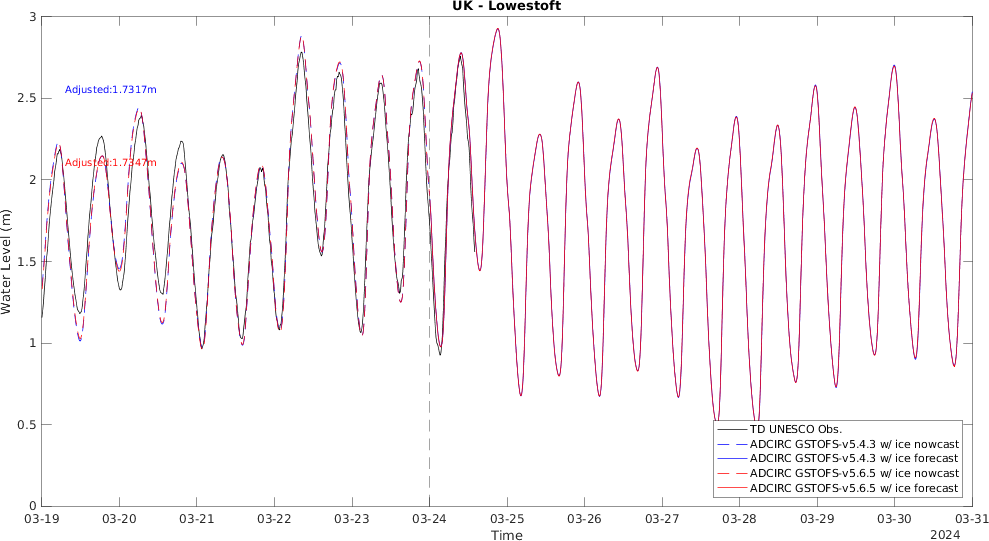 UK - Lowestoft
3
2.5
2
1.5
1
0.5
0
Water Level (m)
Adjusted:1.7317m
Adjusted:1.7347m
TD UNESCO Obs.
ADCIRC GSTOFS-v5.4.3 w/ ice nowcast
ADCIRC GSTOFS-v5.4.3 w/ ice forecast
ADCIRC GSTOFS-v5.6.5 w/ ice nowcast
ADCIRC GSTOFS-v5.6.5 w/ ice forecast
03-19 03-20 03-21 03-22 03-23 03-24 03-25 03-26 03-27 03-28 03-29 03-30 03-31
Time
2024